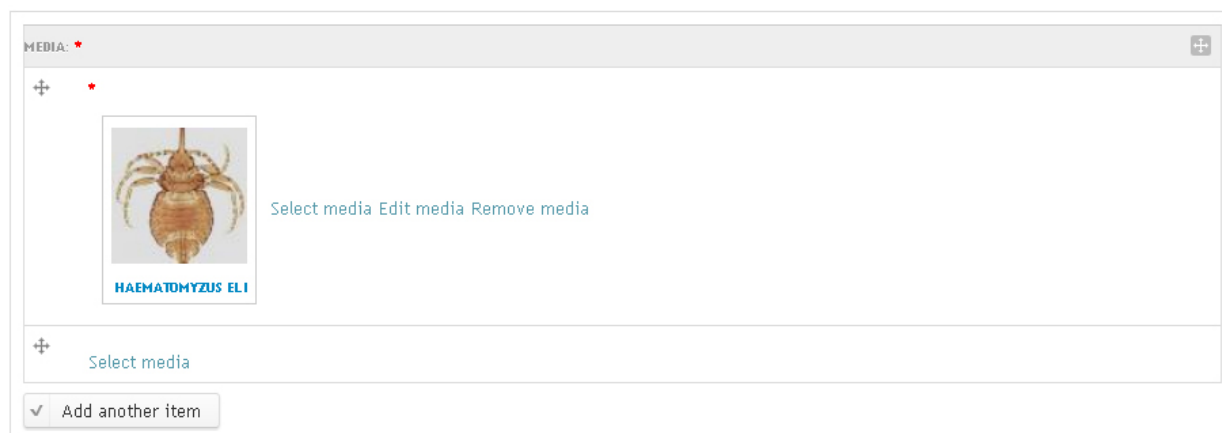 MEDIA: *
*
Select media Edit media Remove media
HAEMATOMYZUS ELI
Select media
Add another item